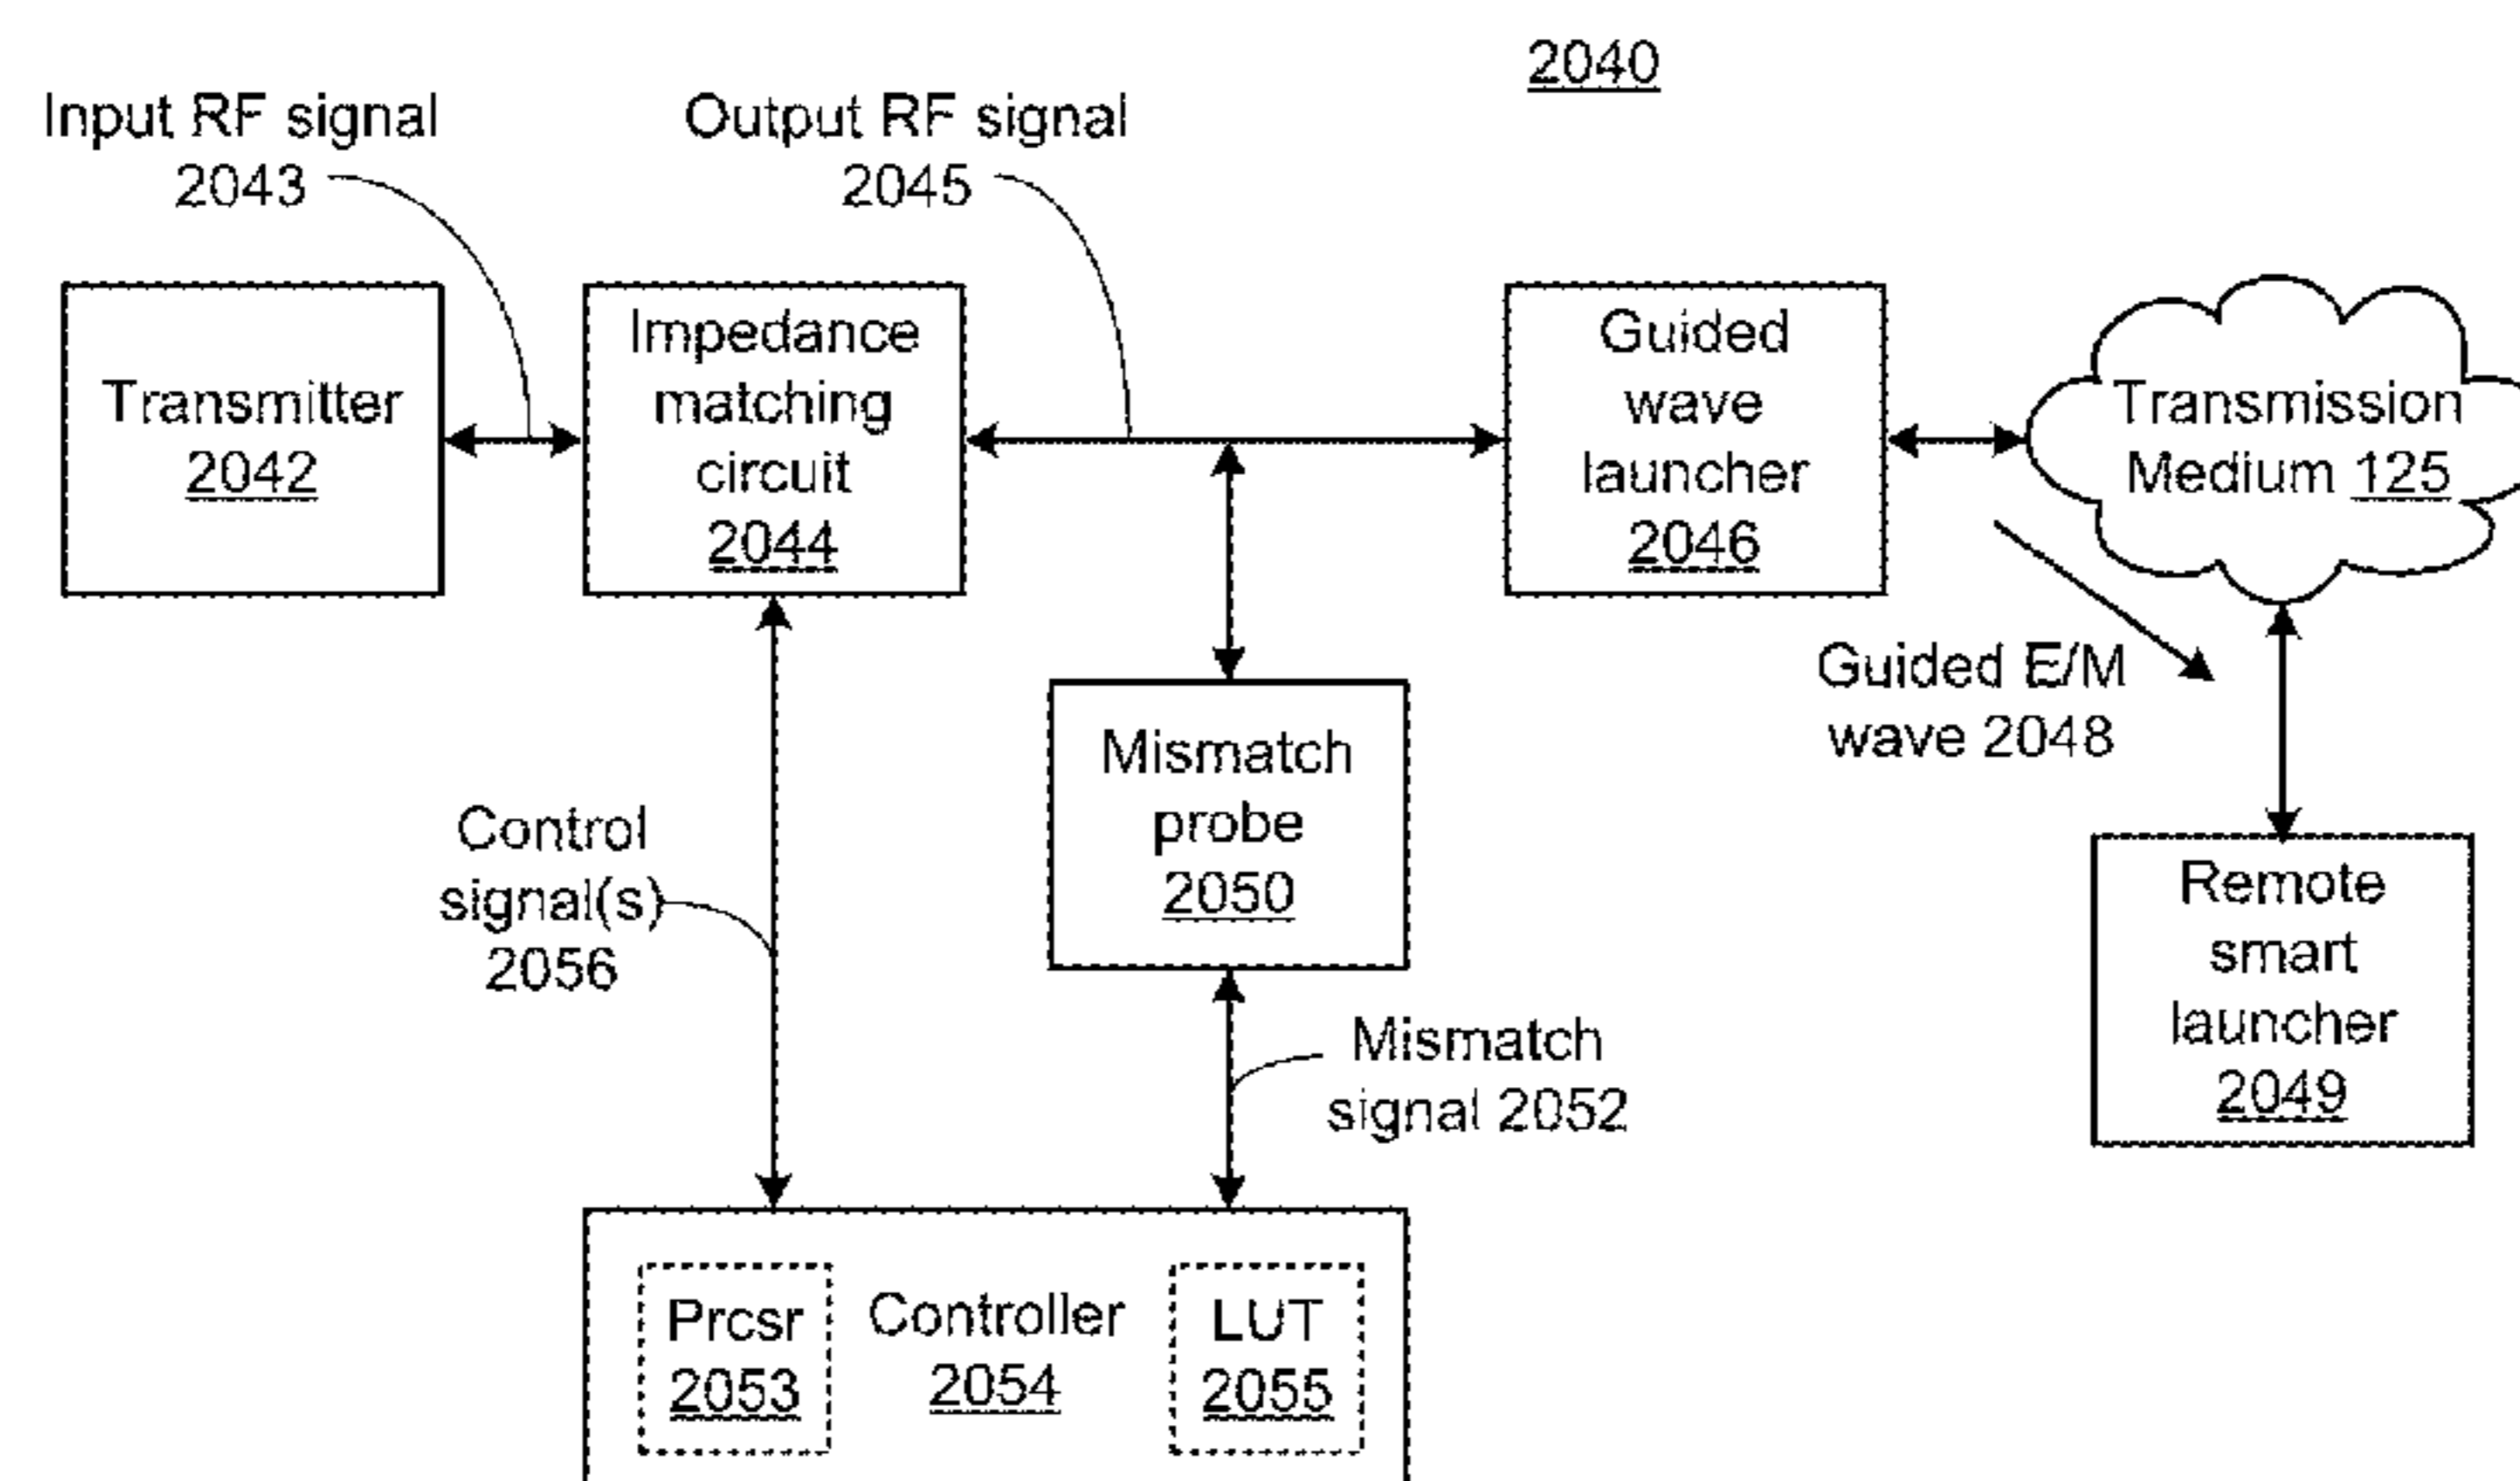 2040
Input RF signal
2043
Output RF signal
2045
Transmitter
2042
Impedance
matching
circuit
2044
Guided
wave
launcher
2046
Transmission
Medium 125
Guided E/M
wave 2048
Mismatch
probe
2050
Control
signal(s)
2056
Remote
smart
launcher
2049
Mismatch
signal 2052
Prcsr
2053
Controller
2054
LUT
2055